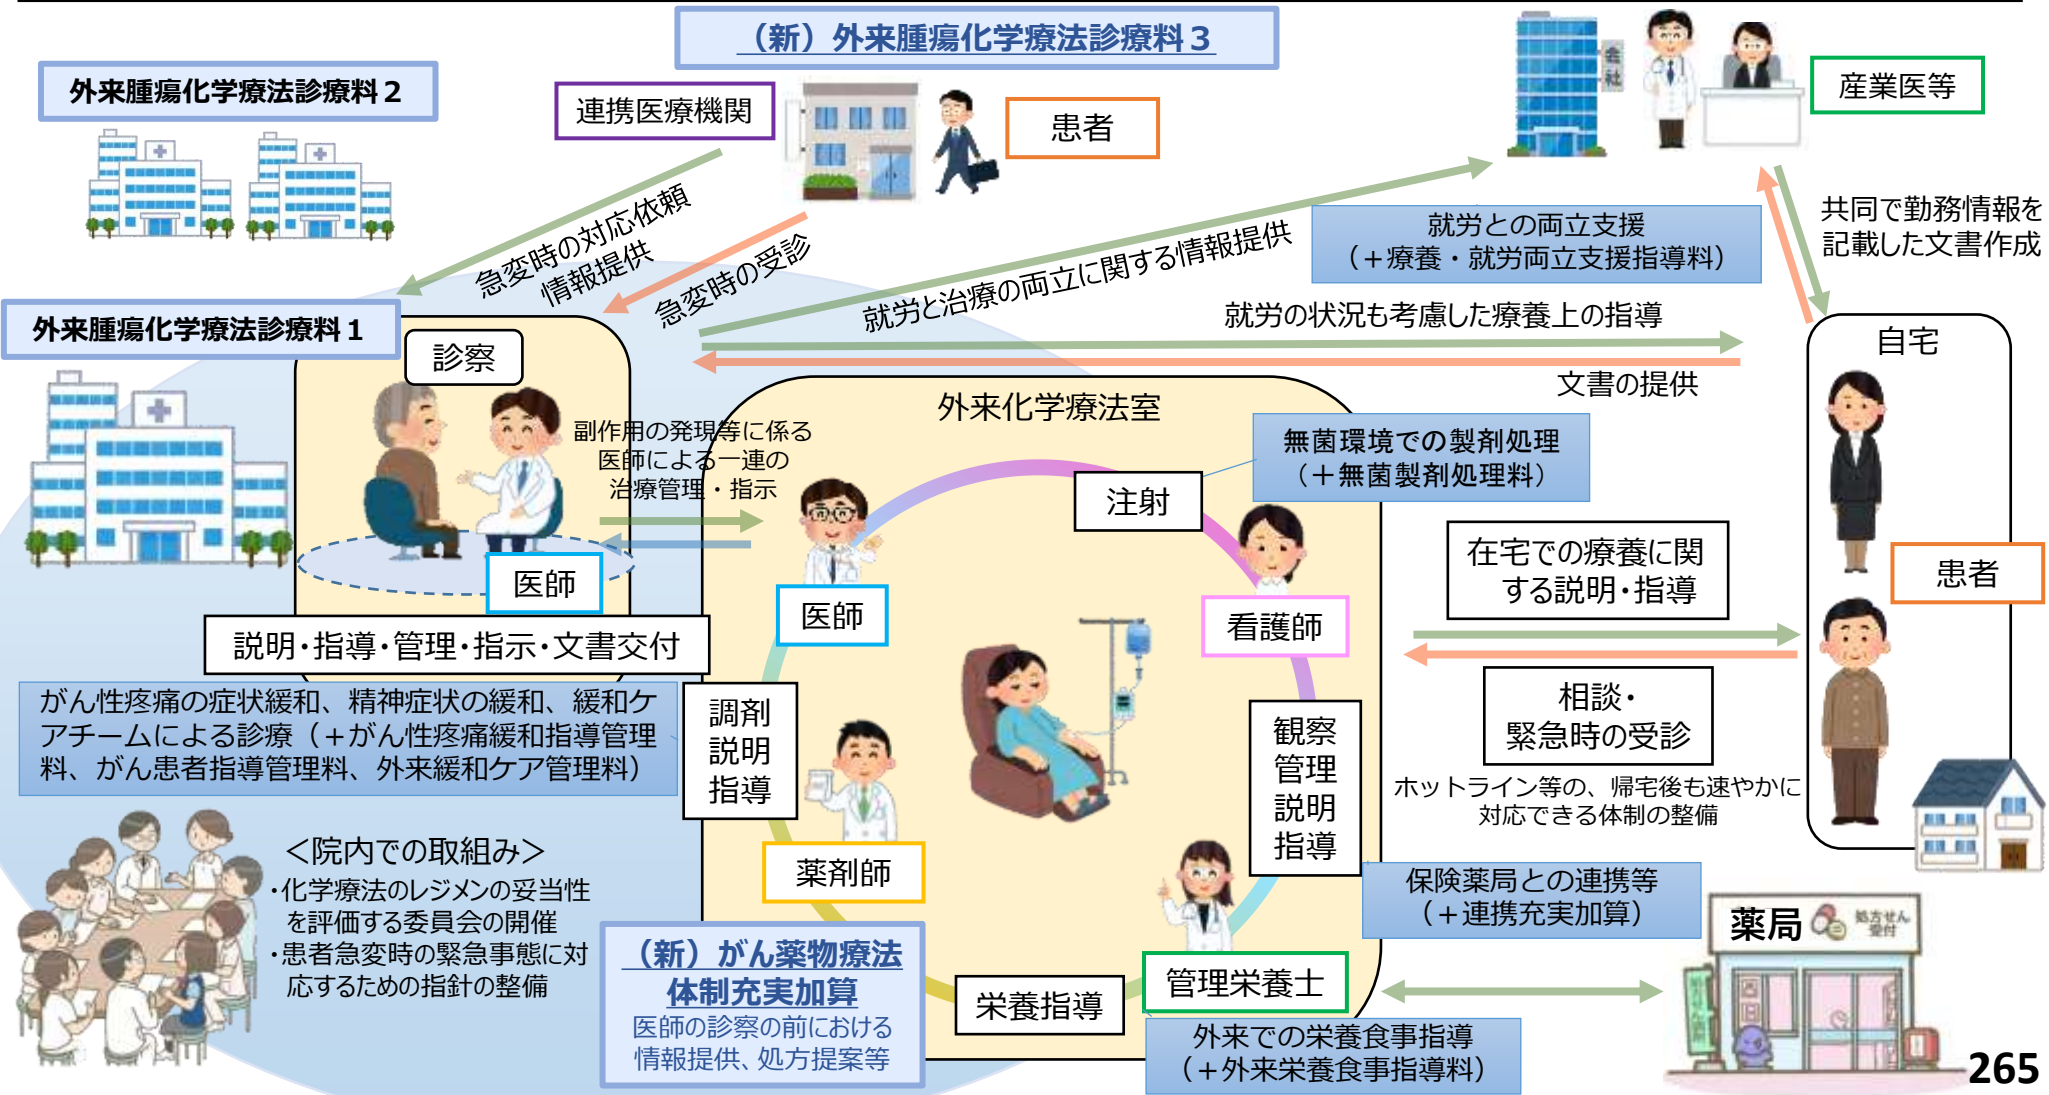 （新）外来腫瘍化学療法診療料３
外来腫瘍化学療法診療料２
連携医療機関
患者
会社
産業医等
急変時の対応依頼
情報提供
急変時の受診
就労と治療の両立に関する情報提供
就労との両立支援
（＋療養・就労両立支援指導料）
共同で勤務情報を
記載した文書作成
外来腫瘍化学療法診療料１
診察
就労の状況も考慮した療養上の指導
文書の提供
自宅
外来化学療法室
副作用の発現等に係る
医師による一連の
治療管理・指示
無菌環境での製剤処理
（＋無菌製剤処理料）
注射
医師
医師
看護師
在宅での療養に関
する説明・指導
患者
説明・指導・管理・指示・文書交付
がん性疼痛の症状緩和、精神症状の緩和、緩和ケ
アチームによる診療（＋がん性疼痛緩和指導管理
料、がん患者指導管理料、外来緩和ケア管理料）
調剤
説明
指導
観察
管理
説明
指導
相談・
緊急時の受診
ホットライン等の、帰宅後も速やかに
対応できる体制の整備
＜院内での取組み＞
・化学療法のレジメンの妥当性
を評価する委員会の開催
・患者急変時の緊急事態に対
応するための指針の整備
薬剤師
保険薬局との連携等
（＋連携充実加算）
薬局
処方せん
受付
（新）がん薬物療法
体制充実加算
医師の診察の前における
情報提供、処方提案等
栄養指導
管理栄養士
外来での栄養食事指導
（＋外来栄養食事指導料）
265